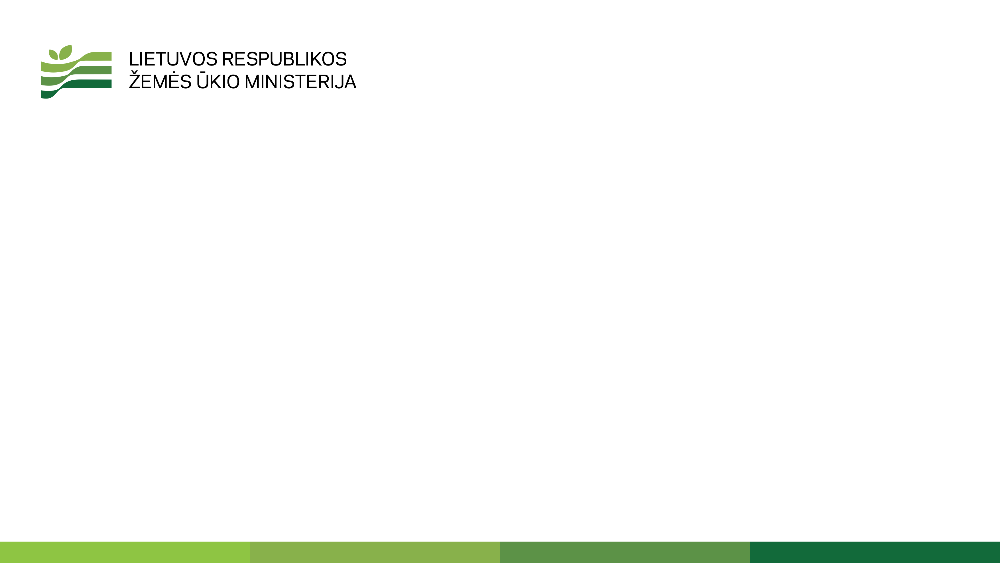 LIETUVOS RESPUBLIKOS
ŽEMĖS ŪKIO MINISTERIJA